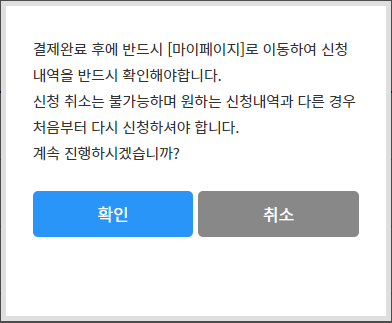 결제완료 후에 반드시 [마이페이지]로 이동하여 신청
내역을 반드시 확인해야합니다.
신청 취소는 불가능하며 원하는 신청내역과 다른 경우
처음부터 다시 신청하셔야 합니다.
계속 진행하시겠습니까?
확인
취소